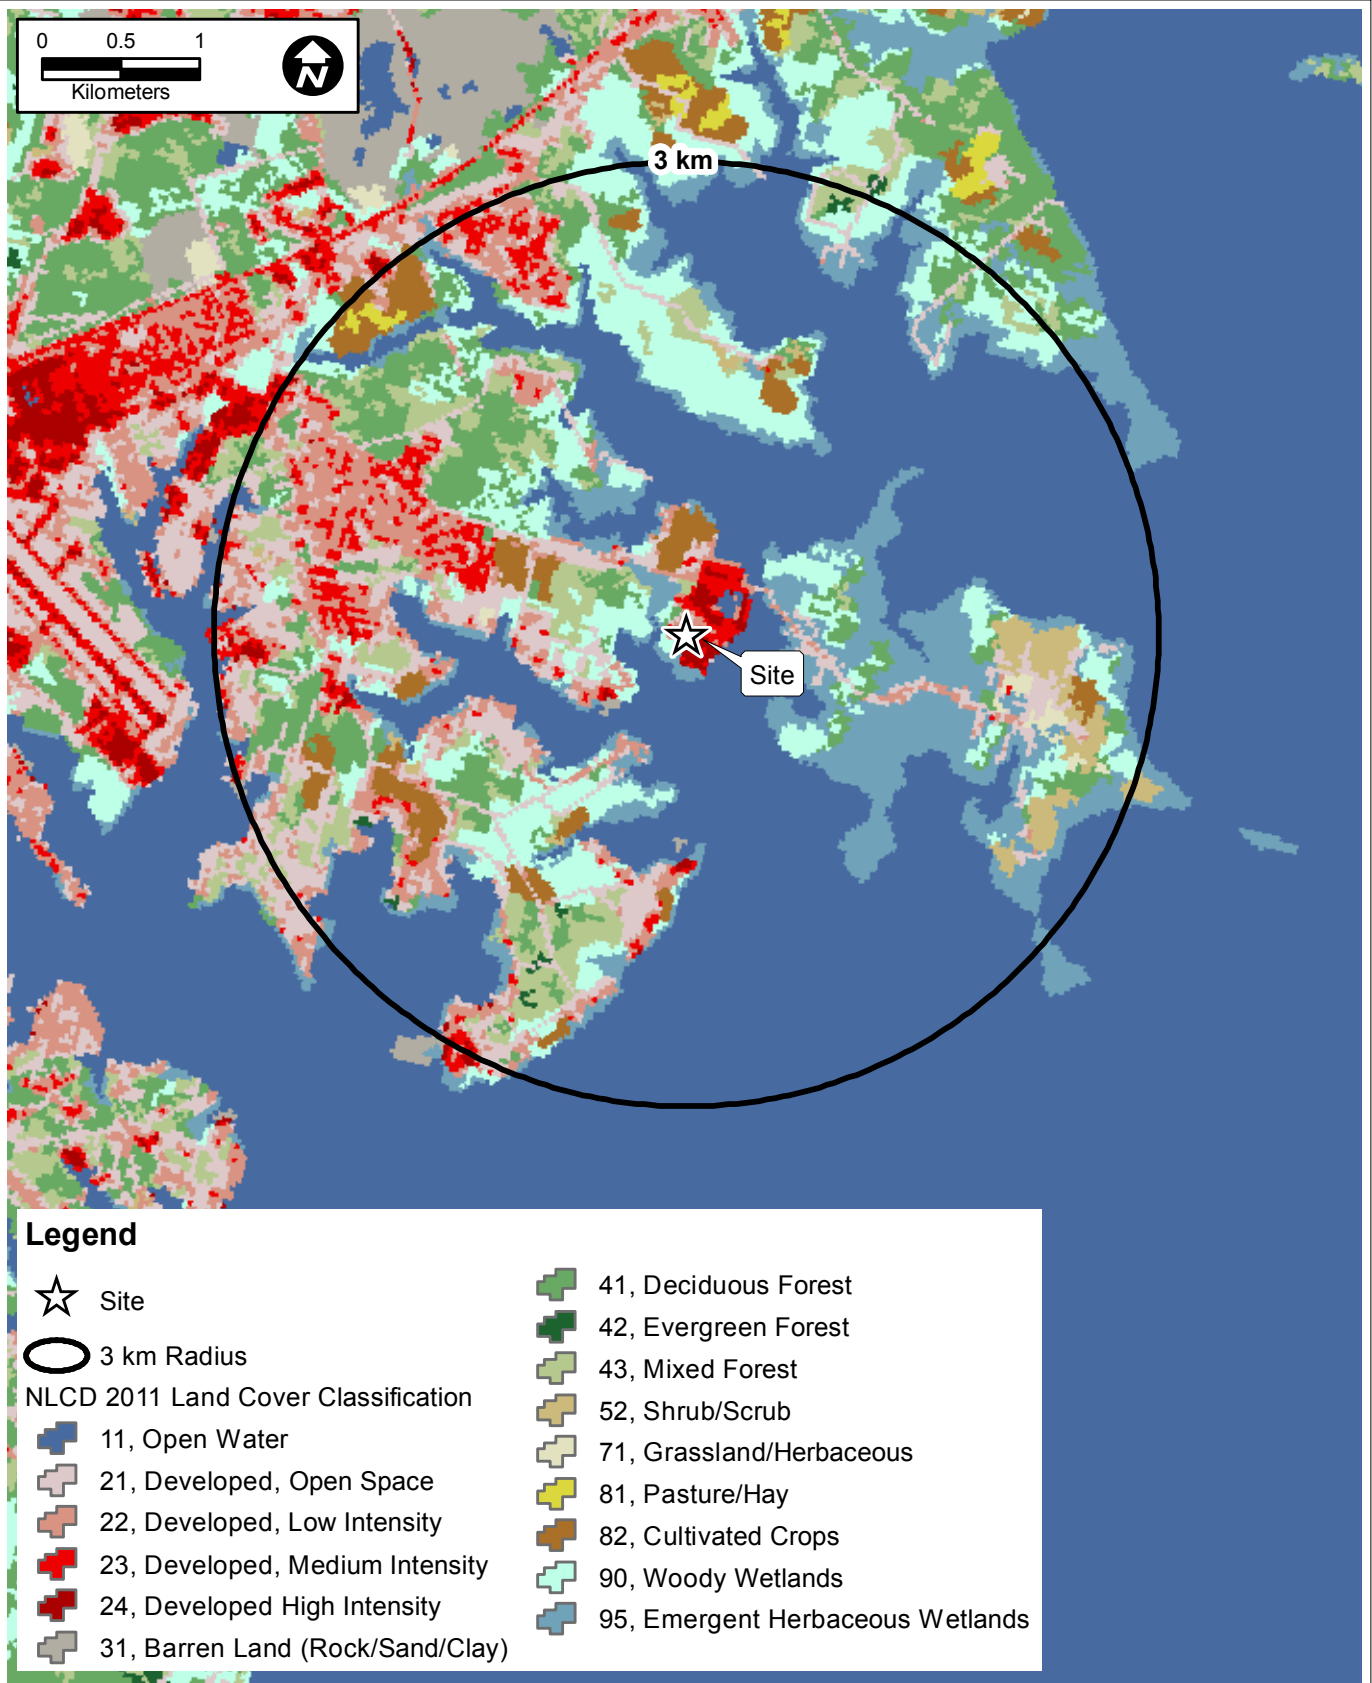 0 0.5 1
Kilometers
N
3 km
Site
Legend
Site
3 km Radius
NLCD 2011 Land Cover Classification
11, Open Water
21, Developed, Open Space
22, Developed, Low Intensity
23, Developed, Medium Intensity
24, Developed High Intensity
31, Barren Land (Rock/Sand/Clay)
41, Deciduous Forest
42, Evergreen Forest
43, Mixed Forest
52, Shrub/Scrub
71, Grassland/Herbaceous
81, Pasture/Hay
82, Cultivated Crops
90, Woody Wetlands
95, Emergent Herbaceous Wetlands